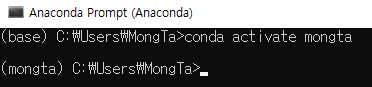 Anaconda Prompt (Anaconda)
(base) C:₩Users₩MongTa>conda activate mongta
(mongta) C:₩Users₩MongTa>